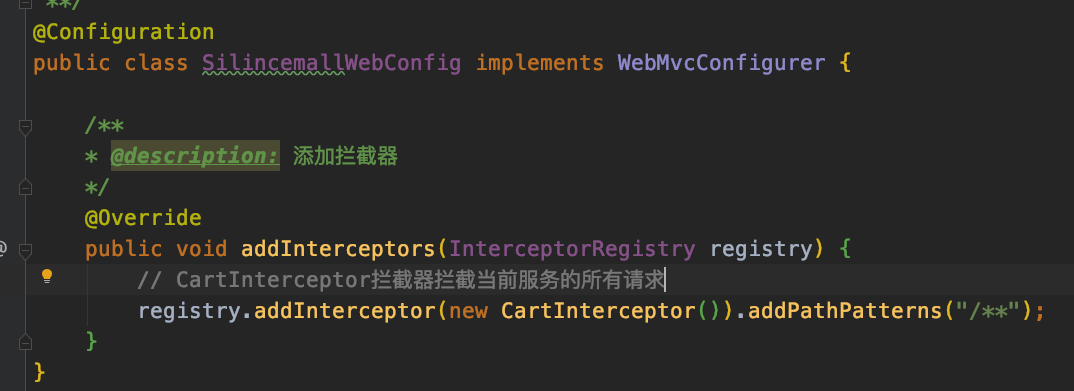 **/
@Configuration
public class SilincemallWebConfig implements WebMvcConfigurer {
/**
* @description: 添加拦截器
*/
@Override
public void addInterceptors(InterceptorRegistry registry) {
// CartInterceptor拦截器拦截当前服务的所有请求
registry.addInterceptor(new CartInterceptor()).addPathPatterns("/**");
}
}